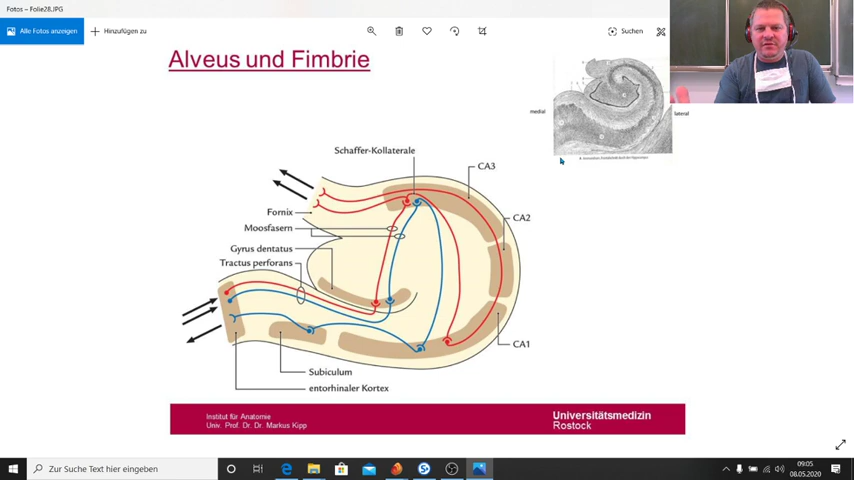 Fotos – Folie28.JPG
Alle Fotos anzeigen
Hinzufügen zu
Suchen
Alveus und Fimbrie
medial
lateral
Schaffer-Kollaterale
CA3
CA2
Fornix
Moosfasern
Gyrus dentatus
Tractus perforans
CA1
Subiculum
entorhinaler Kortex
Institut für Anatomie
Univ. Prof. Dr. Dr. Markus Kipp
Universitätsmedizin
Rostock
Zur Suche Text hier eingeben
09:05
08.05.2020